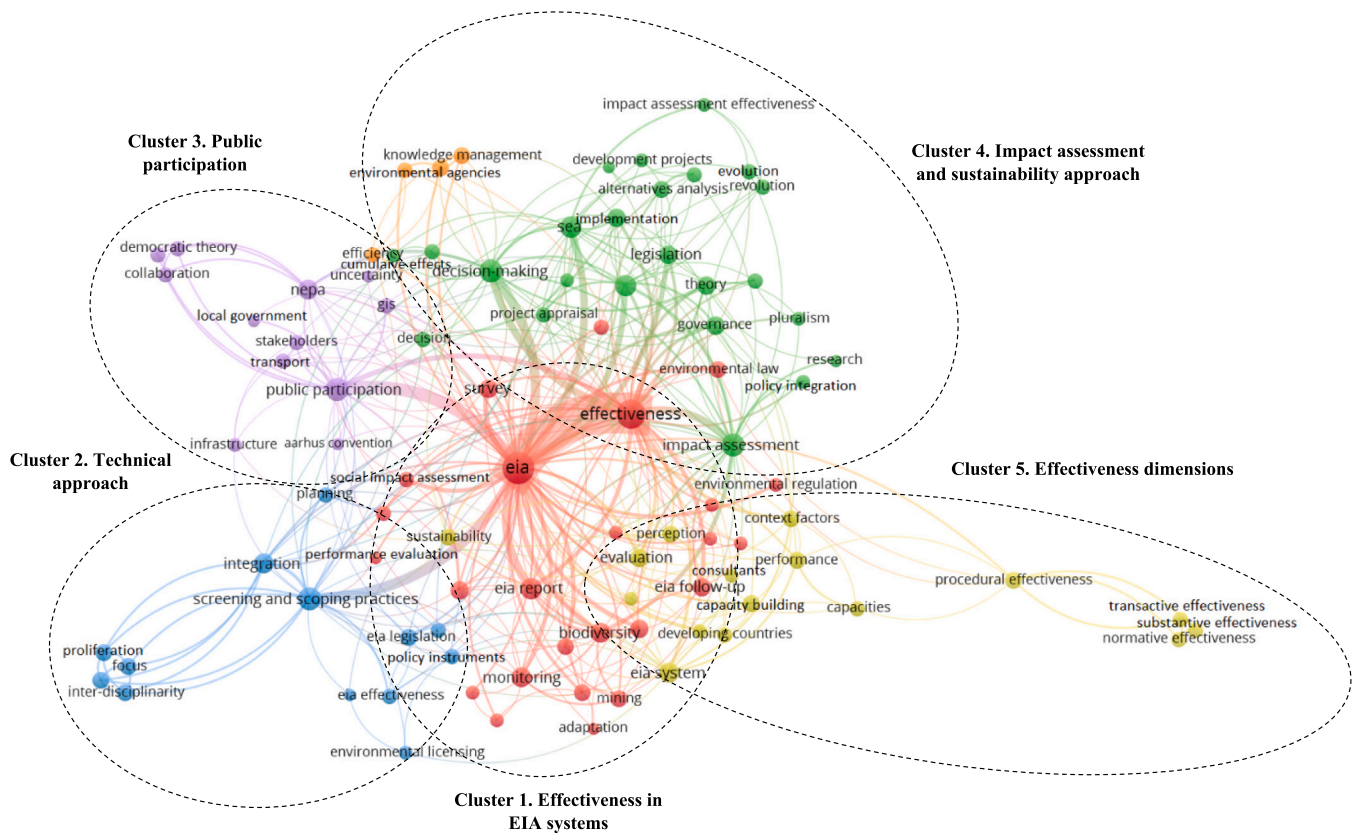 impact assessment effectiveness
Cluster 3. Public
participation
Cluster 4. Impact assessment
and sustainability approach
knowledge management
environmental agencies
development projects
evolution
alternatives analysis
revolution
implementation
sea
democratic theory
collaboration
efficiency
cumulaive effects
uncertainty
decision-making
legislation
nepa
theory
gis
local government
project appraisal
governance
pluralism
stakeholders
decision
transport
research
environmental law
policy integration
public participation
survey
effectiveness
infrastructure
aarhus convention
impact assessment
Cluster 2. Technical
approach
eia
Cluster 5. Effectiveness dimensions
social impact assessment
environmental regulation
planning
context factors
sustainability
perception
performance evaluation
evaluation
integration
performance
consultants
procedural effectiveness
eia report
eia follow-up
screening and scoping practices
capacity building
capacities
transactive effectiveness
substantive effectiveness
normative effectiveness
eia legislation
biodiversity
developing countries
proliferation
policy instruments
focus
eia system
monitoring
inter-disciplinarity
eia effectiveness
mining
adaptation
environmental licensing
Cluster 1. Effectiveness in
EIA systems